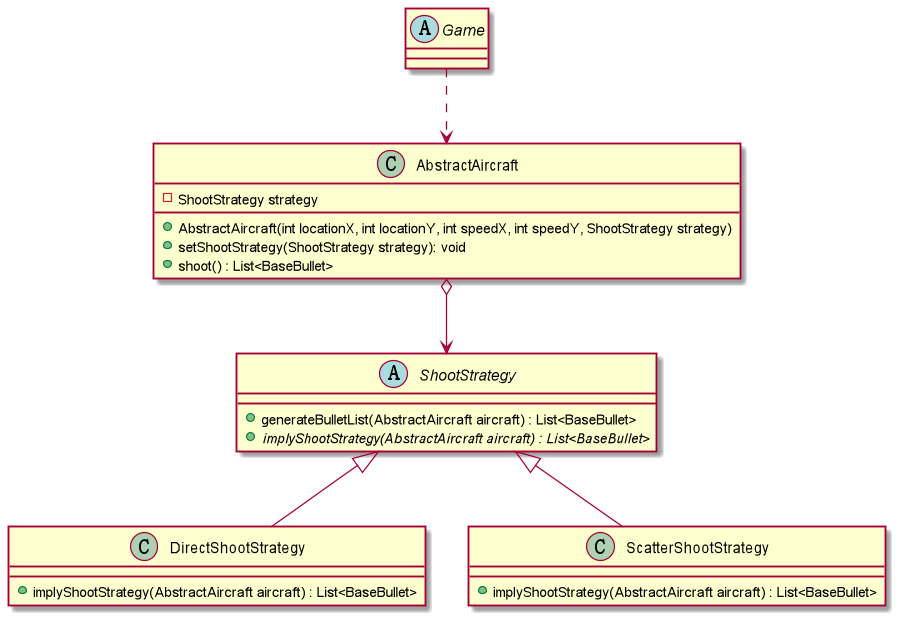 A Game
C AbstractAircraft
ShootStrategy strategy
AbstractAircraft(int locationX, int locationY, int speedX, int speedY, ShootStrategy strategy)
setShootStrategy(ShootStrategy strategy): void
shoot() : List<BaseBullet>
A ShootStrategy
generateBulletList(AbstractAircraft aircraft) : List<BaseBullet>
implyShootStrategy(AbstractAircraft aircraft) : List<BaseBullet>
C DirectShootStrategy
implyShootStrategy(AbstractAircraft aircraft) : List<BaseBullet>
C ScatterShootStrategy
implyShootStrategy(AbstractAircraft aircraft) : List<BaseBullet>